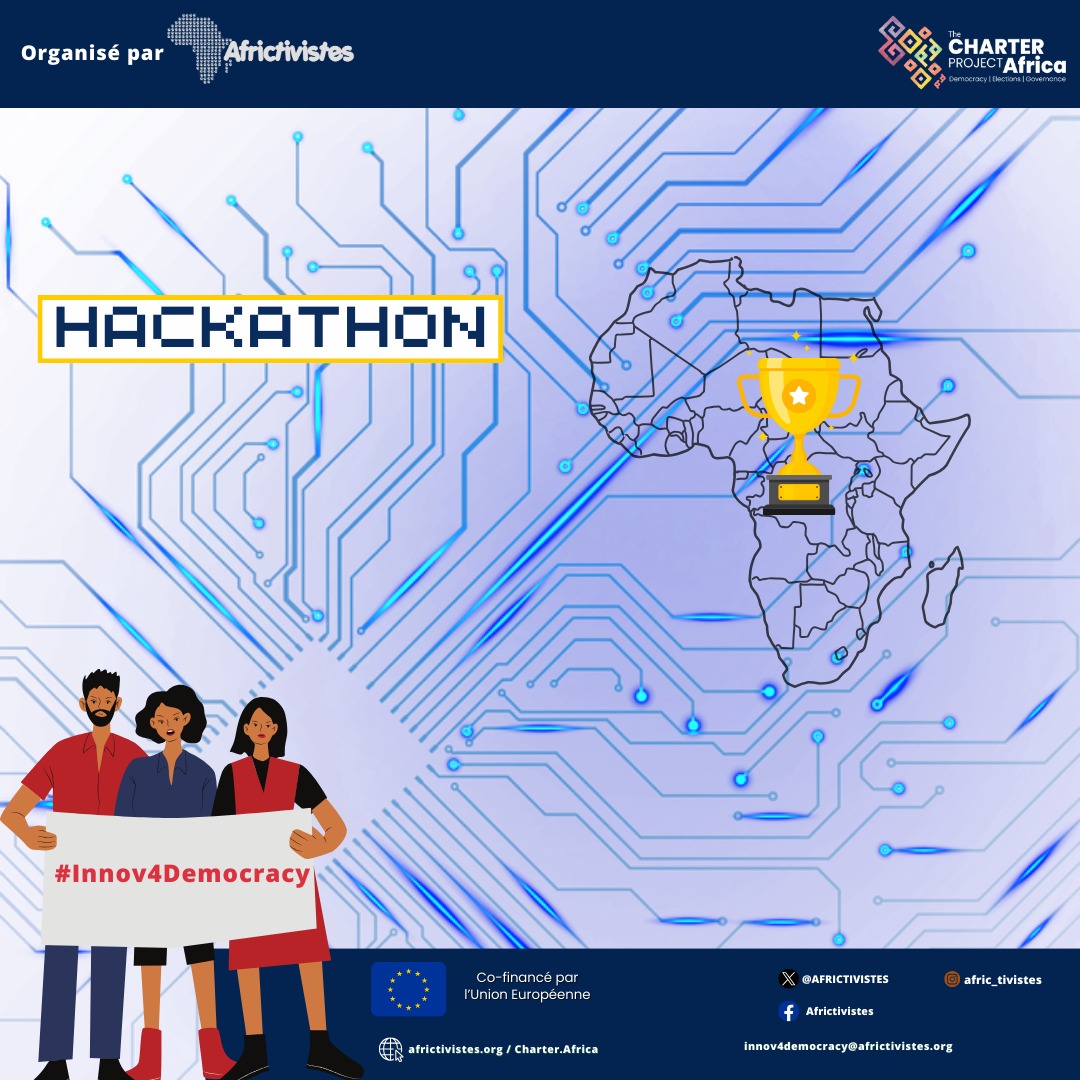 Organisé par
Africtivistes
The
CHARTER
PROJECT Africa
Democracy | Elections | Governance
HACKATHON
#Innov4Democracy
Co-financé par
l'Union Européenne
africtivistes.org / Charter.Africa
@AFRICTIVISTES
afric_tivistes
Africtivistes
innov4democracy@africtivistes.org